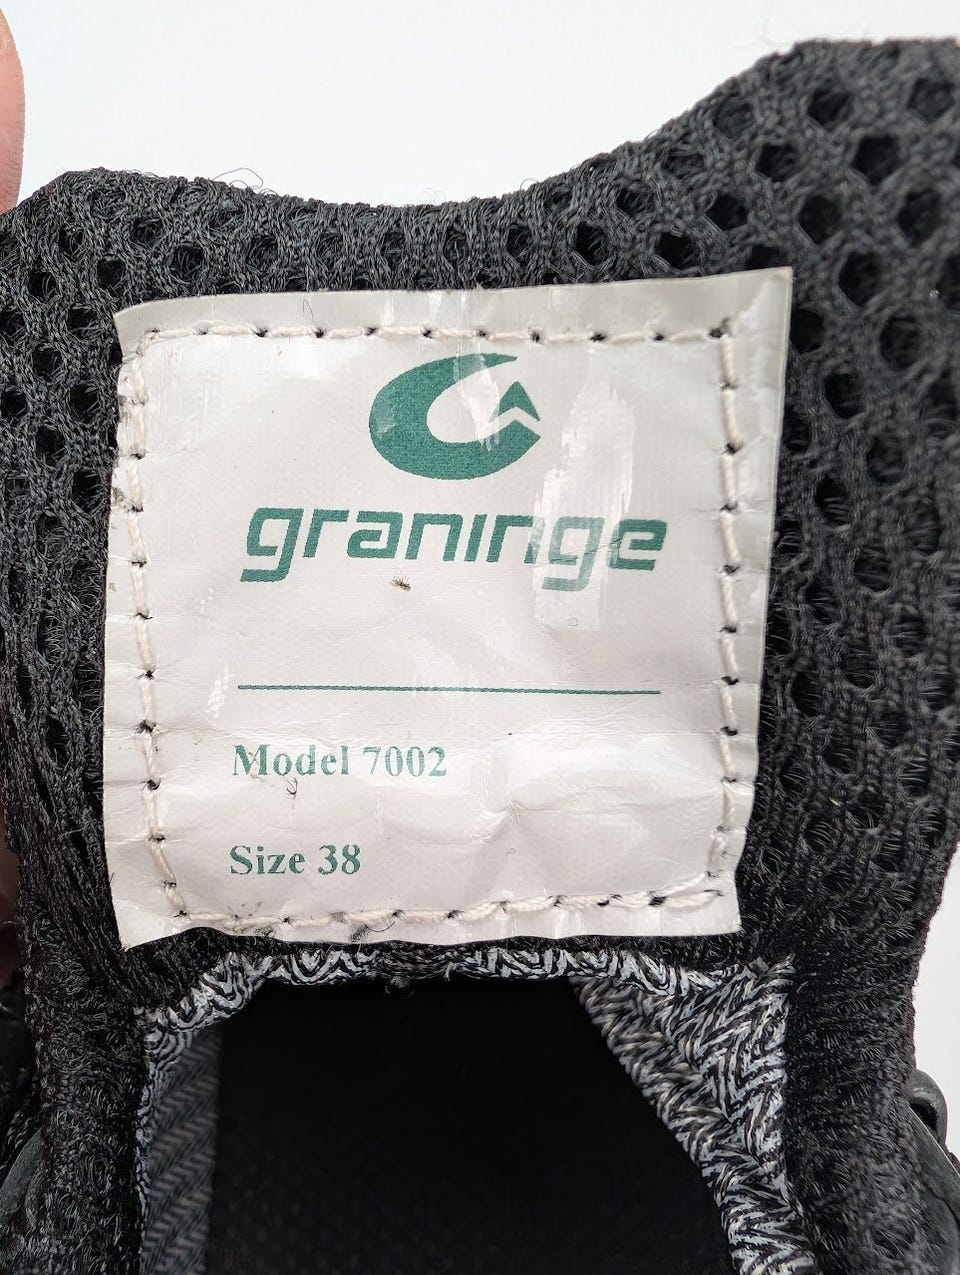 graninge
Model 7002
Size 38